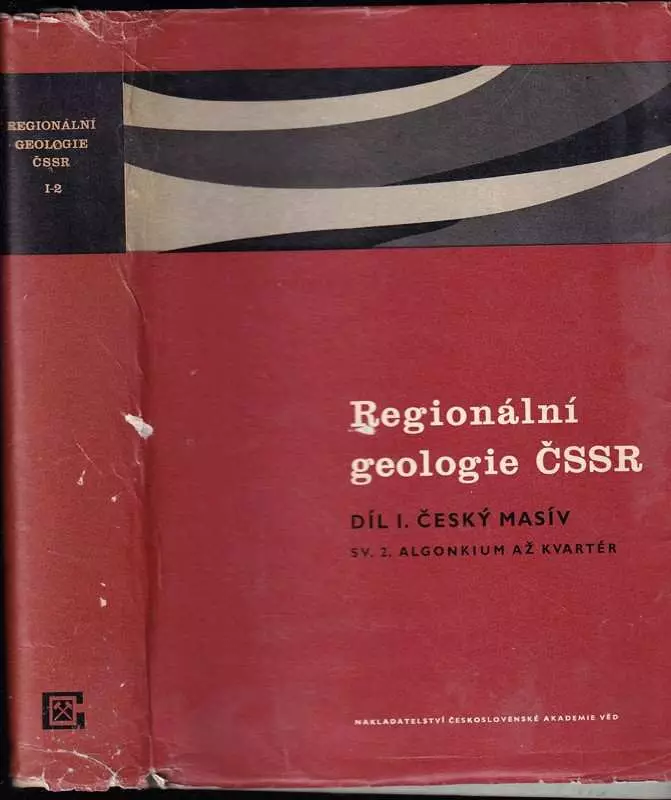 REGIONÁLNÍ
GEOLOGIE
ČSSR
I-2
Regionální
geologie ČSSR
DÍL I. ČESKÝ MASÍV
SV. 2. ALGONKIUM AŽ KVARTÉR
NAKLADATELSTVÍ ČESKOSLOVENSKÉ AKADEMIE VĚD